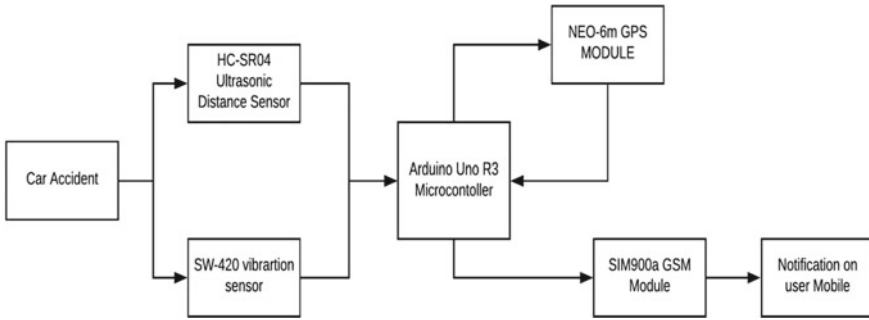 Car Accident
HC-SR04
Ultrasonic
Distance Sensor
SW-420 vibrartion
sensor
Arduino Uno R3
Microcontoller
NEO-6m GPS
MODULE
SIM900a GSM
Module
Notification on
user Mobile